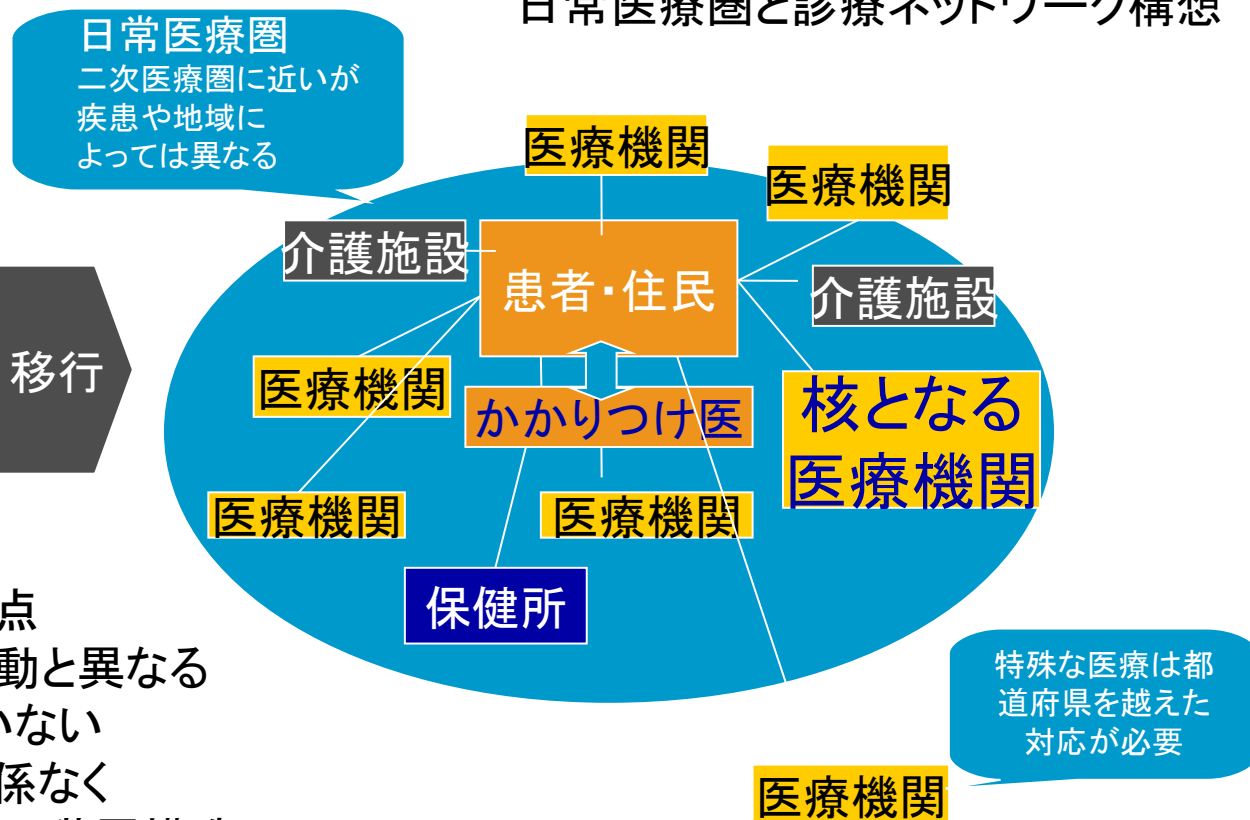 日常医療圏と診療ネットワーク構想
日常医療圏
二次医療圏に近いが
疾患や地域に
よっては異なる
医療機関
医療機関
介護施設
患者・住民
介護施設
移行
医療機関
かかりつけ医
核となる
医療機関
医療機関
医療機関
保健所
点
動と異なる
いない
係なく
特殊な医療は都
道府県を越えた
対応が必要
医療機関